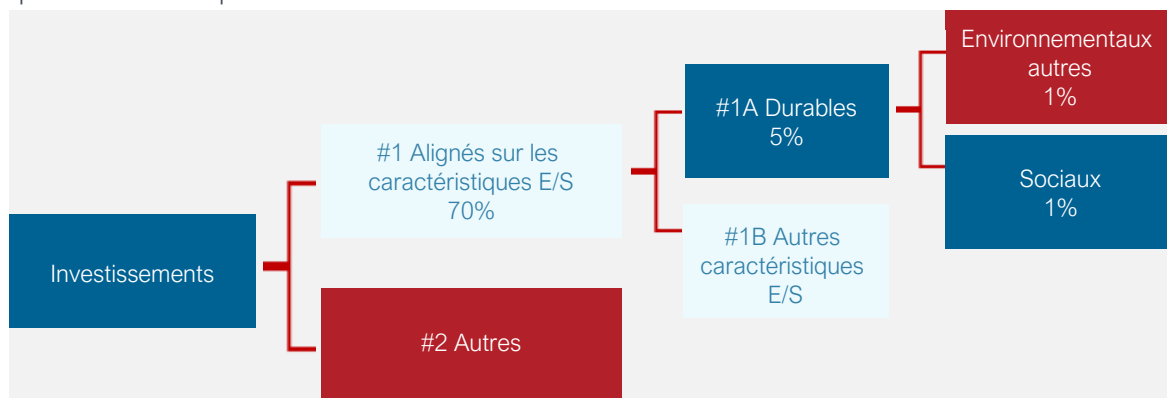 Investissements
#1 Alignés sur les
caractéristiques E/S
70%
#2 Autres
#1A Durables
5%
#1B Autres
caractéristiques
E/S
Environnementaux
autres
1%
Sociaux
1%